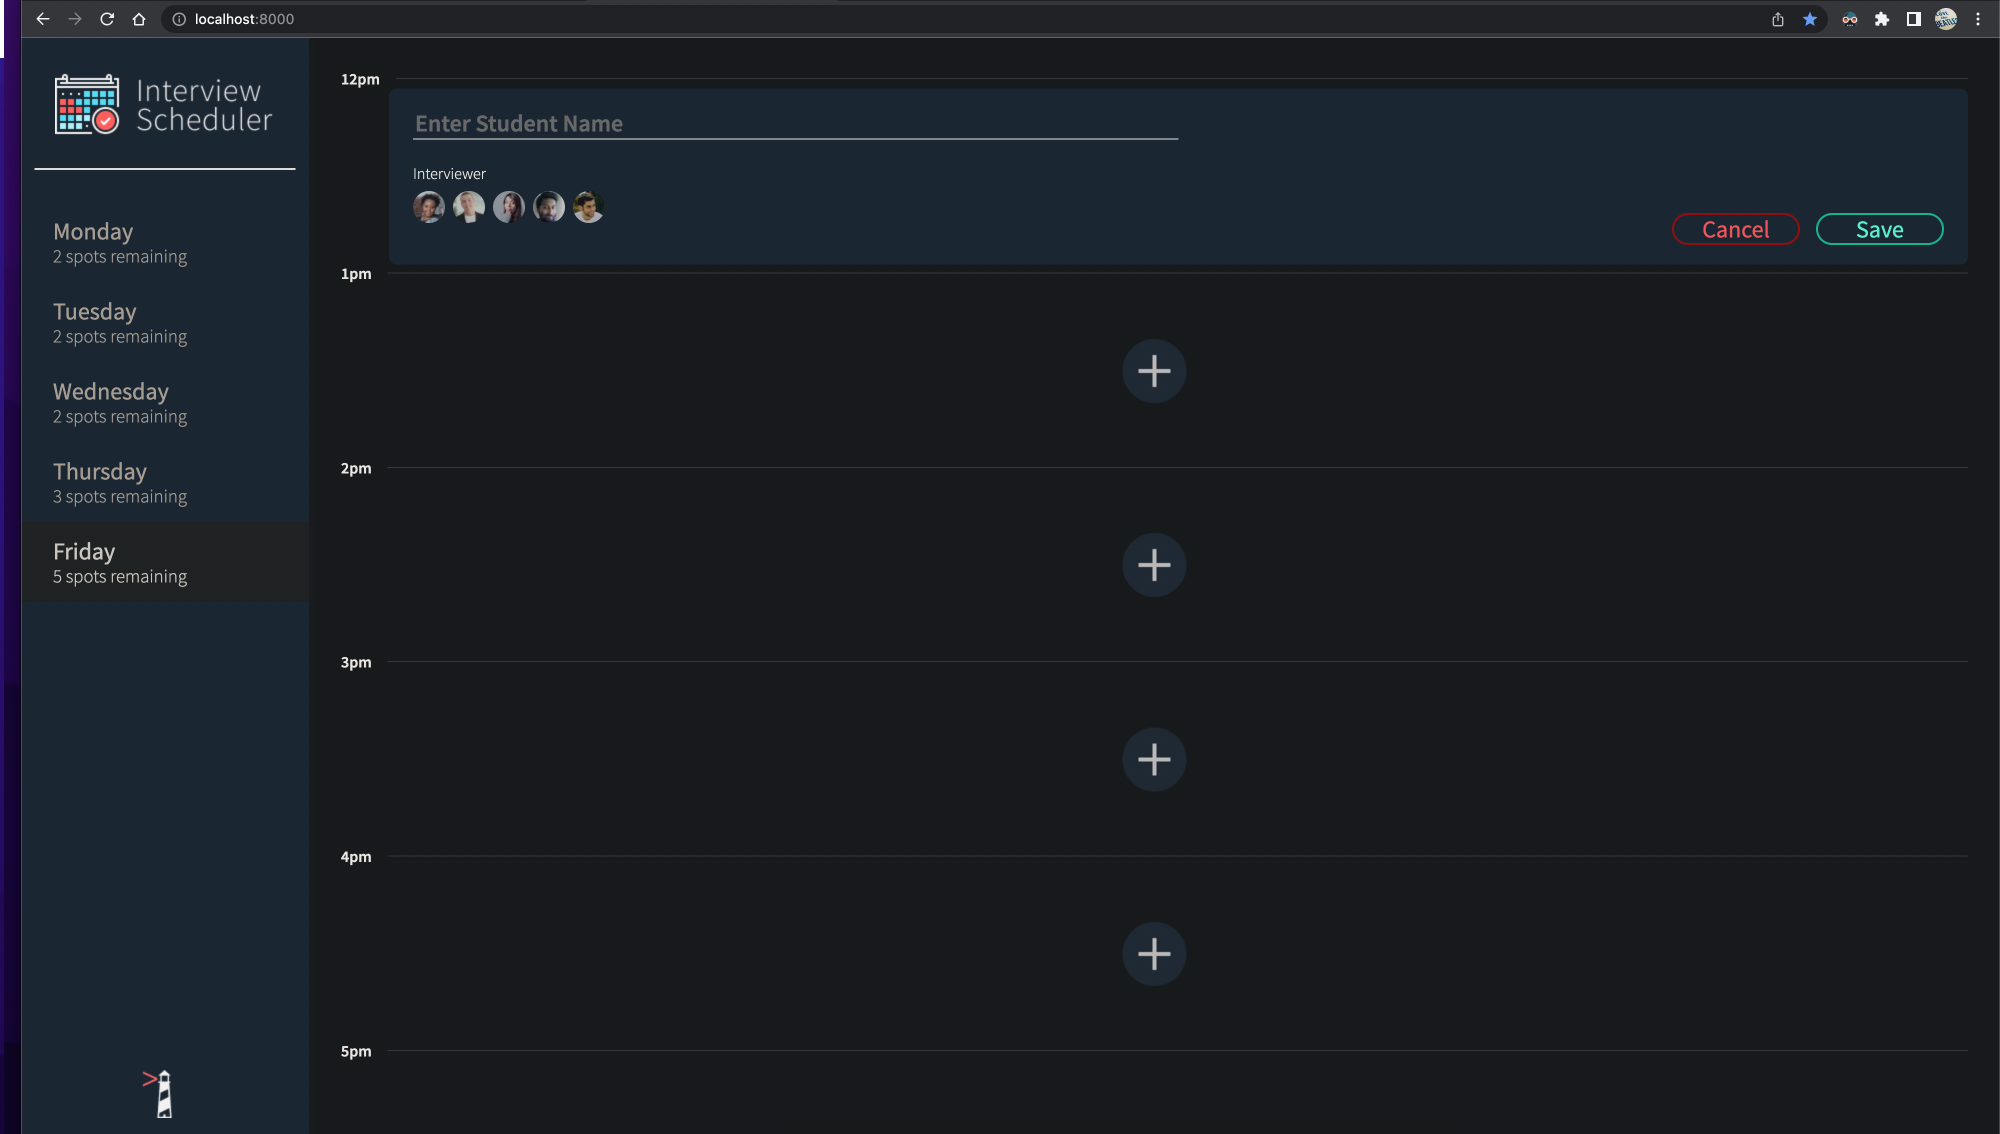 localhost:8000
Interview
Scheduler
Monday
2 spots remaining
Tuesday
2 spots remaining
Wednesday
2 spots remaining
Thursday
3 spots remaining
Friday
5 spots remaining
12pm
Enter Student Name
Interviewer
Cancel
Save
1pm
2pm
3pm
4pm
5pm